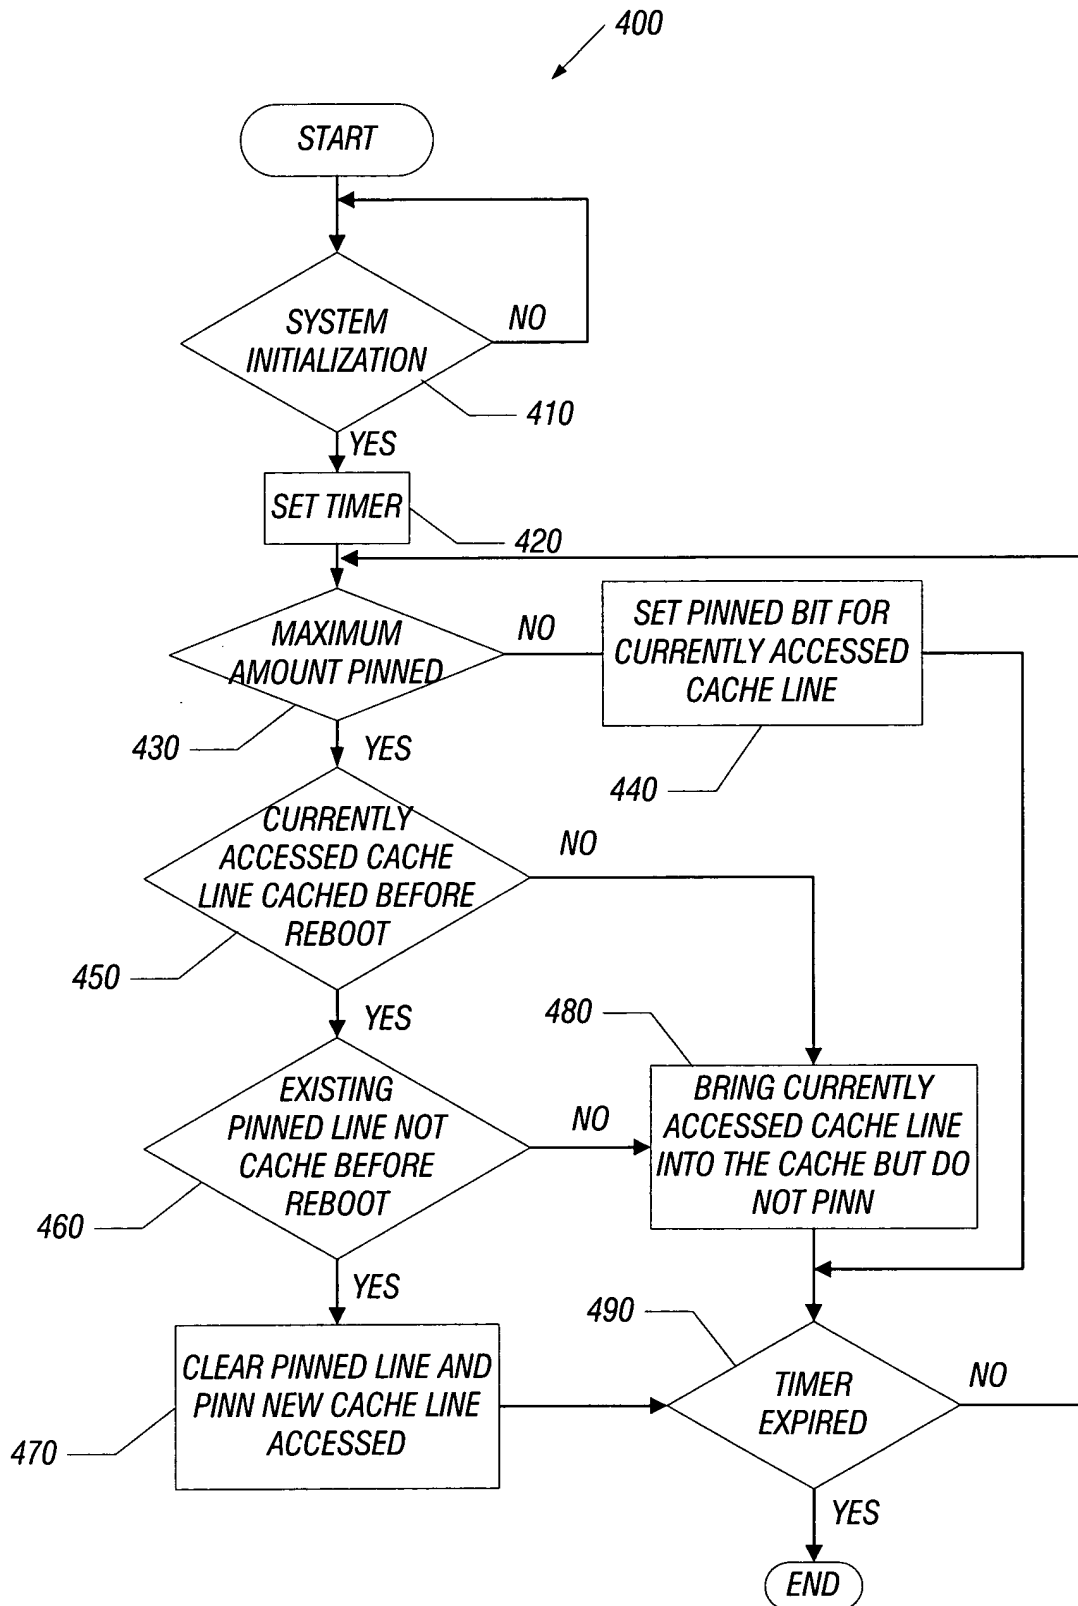 400
START
NO
SYSTEM
INITIALIZATION
410
YES
SET TIMER
420
MAXIMUM
AMOUNT PINNED
NO
SET PINNED BIT FOR
CURRENTLY ACCESSED
CACHE LINE
430
YES
440
CURRENTLY
ACCESSED CACHE
LINE CACHED BEFORE
REBOOT
NO
450
YES
480
EXISTING
PINNED LINE NOT
CACHE BEFORE
REBOOT
NO
BRING CURRENTLY
ACCESSED CACHE LINE
INTO THE CACHE BUT DO
NOT PINN
460
YES
490
CLEAR PINNED LINE AND
PINN NEW CACHE LINE
ACCESSED
470
TIMER
EXPIRED
NO
YES
END